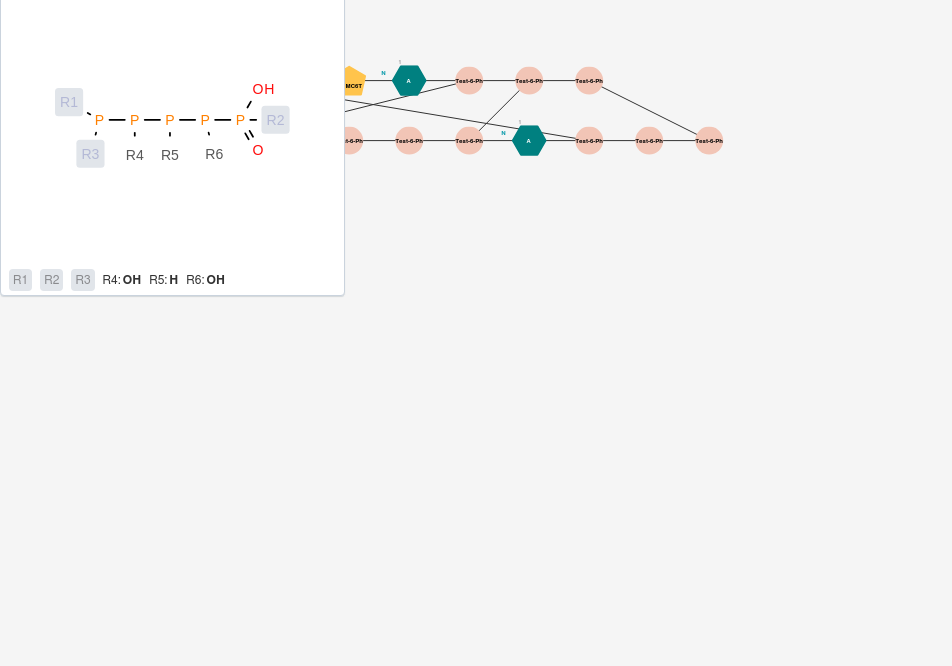 OH
R1 P P P P P R2
R3 R4 R5 R6 O
R1 R2 R3 R4: OH R5: H R6: OH
MC6T N 1 A Test-6-Ph Test-6-Ph Test-6-Ph
t-6-Ph Test-6-Ph Test-6-Ph N 1 A Test-6-Ph Test-6-Ph Test-6-Ph